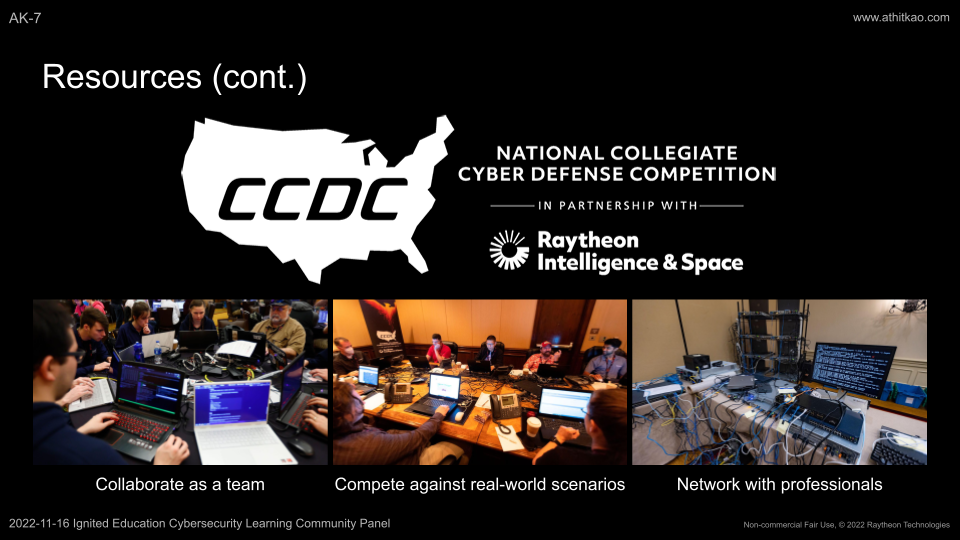 AK-7
www.athitkao.com
Resources (cont.)
CCDC
NATIONAL COLLEGIATE
CYBER DEFENSE COMPETITION
IN PARTNERSHIP WITH
Raytheon
Intelligence & Space
CCDC
Collaborate as a team
Compete against real-world scenarios
Network with professionals
2022-11-16 Ignited Education Cybersecurity Learning Community Panel
Non-commercial Fair Use, © 2022 Raytheon Technologies